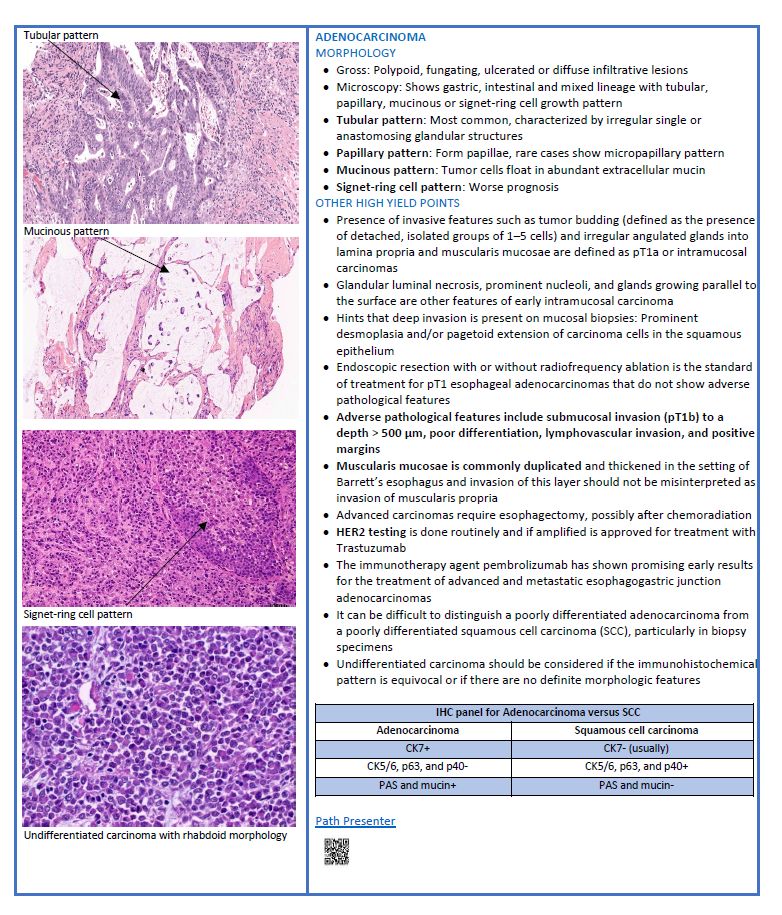 Tubular pattern
Mucinous pattern
Signet-ring cell pattern
Undifferentiated carcinoma with rhabdoid morphology
ADENOCARCINOMA
MORPHOLOGY
• Gross: Polypoid, fungating, ulcerated or diffuse infiltrative lesions
• Microscopy: Shows gastric, intestinal and mixed lineage with tubular,
papillary, mucinous or signet-ring cell growth pattern
• Tubular pattern: Most common, characterized by irregular single or
anastomosing glandular structures
• Papillary pattern: Form papillae, rare cases show micropapillary pattern
• Mucinous pattern: Tumor cells float in abundant extracellular mucin
• Signet-ring cell pattern: Worse prognosis
OTHER HIGH YIELD POINTS
• Presence of invasive features such as tumor budding (defined as the presence
of detached, isolated groups of 1–5 cells) and irregular angulated glands into
lamina propria and muscularis mucosae are defined as pT1a or intramucosal
carcinomas
• Glandular luminal necrosis, prominent nucleoli, and glands growing parallel to
the surface are other features of early intramucosal carcinoma
• Hints that deep invasion is present on mucosal biopsies: Prominent
desmoplasia and/or pagetoid extension of carcinoma cells in the squamous
epithelium
• Endoscopic resection with or without radiofrequency ablation is the standard
of treatment for pT1 esophageal adenocarcinomas that do not show adverse
pathological features
• Adverse pathological features include submucosal invasion (pT1b) to a
depth > 500 µm, poor differentiation, lymphovascular invasion, and positive
margins
• Muscularis mucosae is commonly duplicated and thickened in the setting of
Barrett's esophagus and invasion of this layer should not be misinterpreted as
invasion of muscularis propria
• Advanced carcinomas require esophagectomy, possibly after chemoradiation
• HER2 testing is done routinely and if amplified is approved for treatment with
Trastuzumab
• The immunotherapy agent pembrolizumab has shown promising early results
for the treatment of advanced and metastatic esophagogastric junction
adenocarcinomas
• It can be difficult to distinguish a poorly differentiated adenocarcinoma from
a poorly differentiated squamous cell carcinoma (SCC), particularly in biopsy
specimens
• Undifferentiated carcinoma should be considered if the immunohistochemical
pattern is equivocal or if there are no definite morphologic features
IHC panel for Adenocarcinoma versus SCC
Adenocarcinoma Squamous cell carcinoma
CK7+ CK7- (usually)
CK5/6, p63, and p40- CK5/6, p63, and p40+
PAS and mucin+ PAS and mucin-
Path Presenter